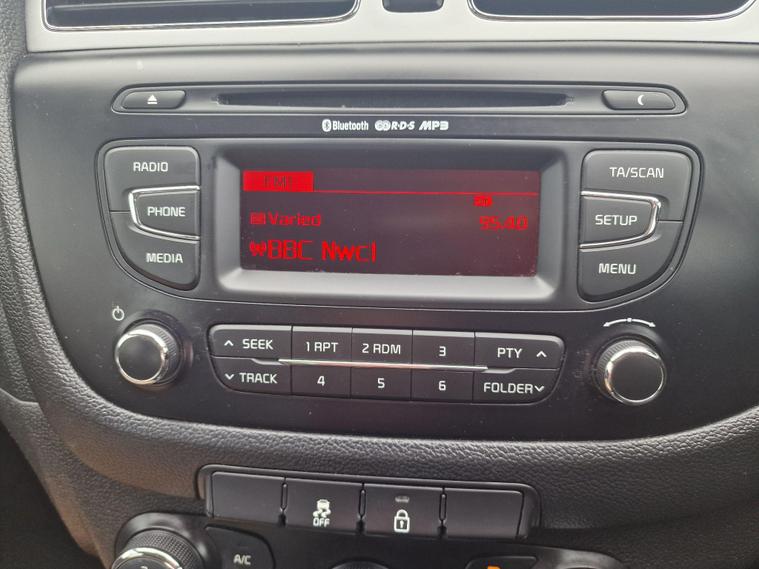 Bluetooth R·D·S MP3
RADIO
FM1
TA/SCAN
PHONE
Varied
95.40
SETUP
MEDIA
BBC Nwcl
MENU
SEEK 1 RPT 2 RDM 3 PTY
TRACK 4 5 6 FOLDER
OFF
A/C